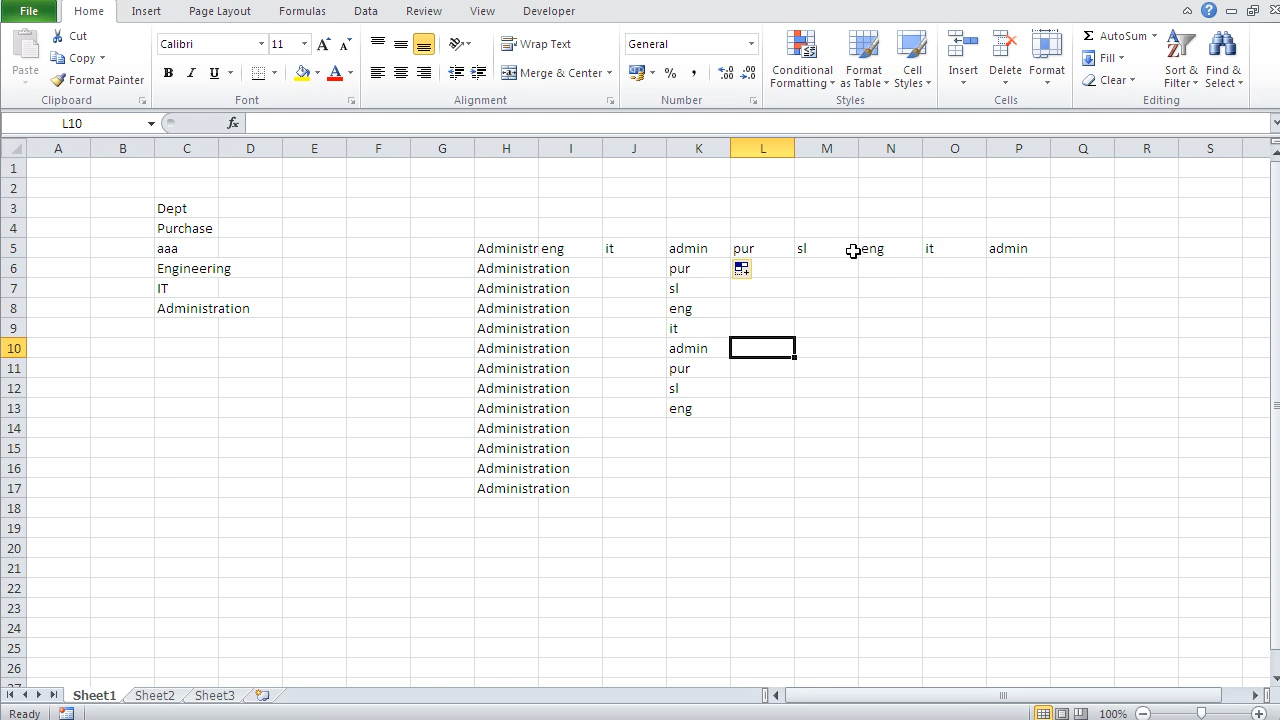 File Home Insert Page Layout Formulas Data Review View Developer
Paste Cut Copy Format Painter Clipboard
Calibri 11 A A B I U A Font
Wrap Text Merge & Center Alignment
General % , .0 .00 .00 .0 Number
Conditional Formatting Format as Table Cell Styles Styles
Insert Delete Format Cells
Σ AutoSum Fill Clear Sort & Filter Find & Select Editing
L10 fx
A B C D E F G H I J K L M N O P Q R S
1
2
3 Dept
4 Purchase
5 aaa Administr eng it admin pur sl eng it admin
6 Engineering Administration pur
7 IT Administration sl
8 Administration Administration eng
9 Administration it
10 Administration admin
11 Administration pur
12 Administration sl
13 Administration eng
14 Administration
15 Administration
16 Administration
17 Administration
18
19
20
21
22
23
24
25
26
27
Sheet1 Sheet2 Sheet3
Ready 100%